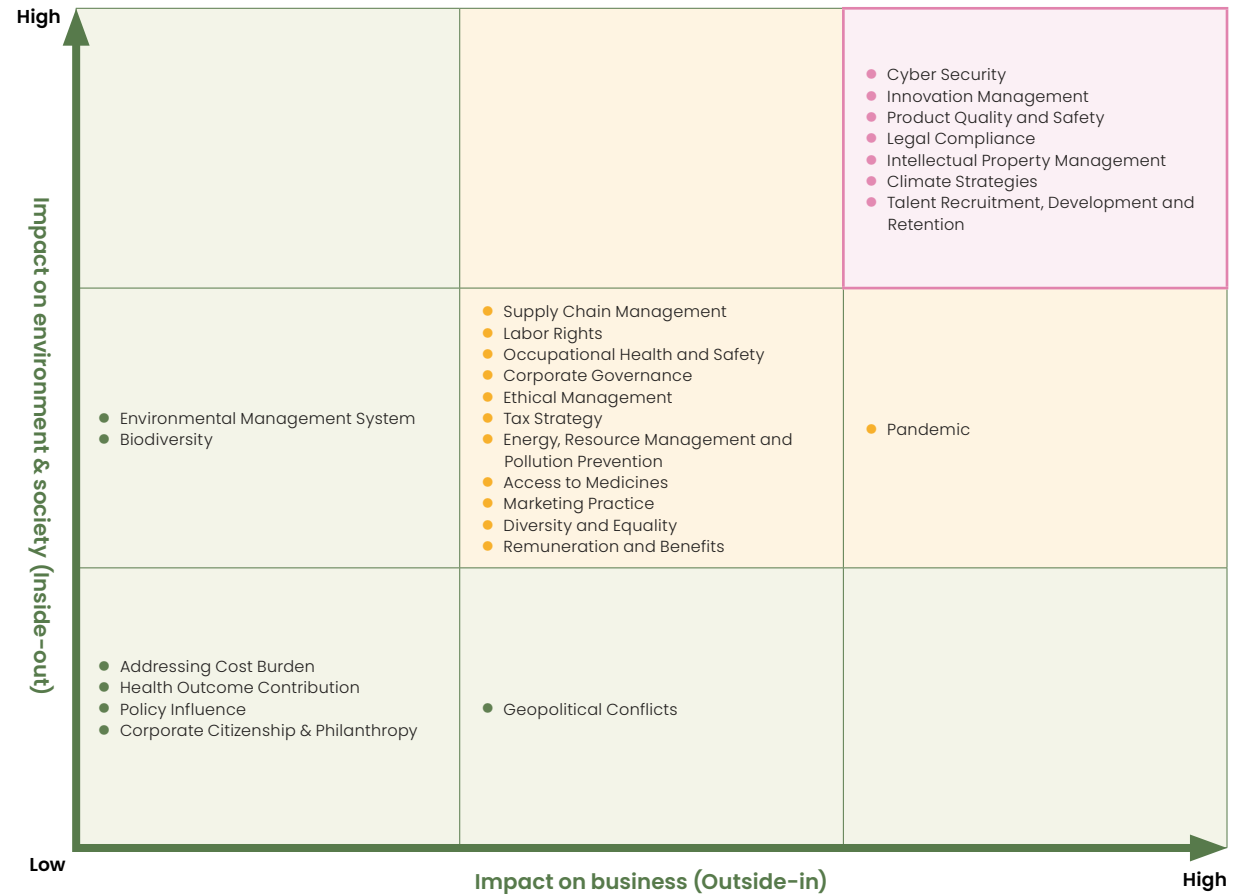 High
Impact on environment & society (Inside-out)
Cyber Security
Innovation Management
Product Quality and Safety
Legal Compliance
Intellectual Property Management
Climate Strategies
Talent Recruitment, Development and
Retention
Environmental Management System
Biodiversity
Supply Chain Management
Labor Rights
Occupational Health and Safety
Corporate Governance
Ethical Management
Tax Strategy
Energy, Resource Management and
Pollution Prevention
Access to Medicines
Marketing Practice
Diversity and Equality
Remuneration and Benefits
Pandemic
Addressing Cost Burden
Health Outcome Contribution
Policy Influence
Corporate Citizenship & Philanthropy
Geopolitical Conflicts
Low
Impact on business (Outside-in)
High